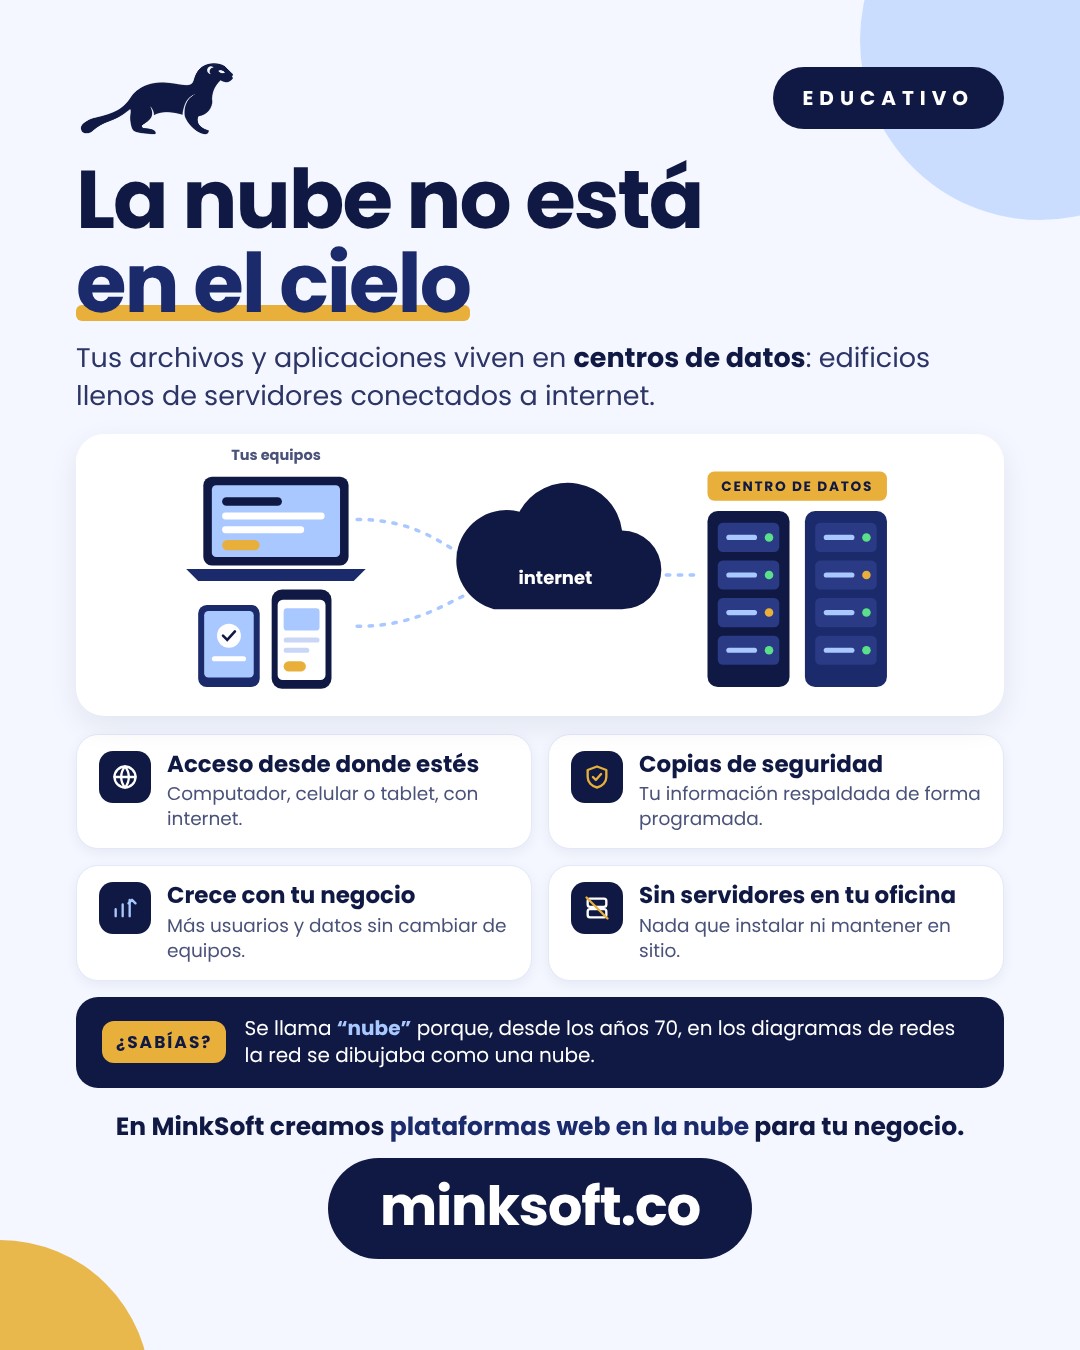 EDUCATIVO
La nube no está
en el cielo
Tus archivos y aplicaciones viven en centros de datos: edificios
llenos de servidores conectados a internet.
Tus equipos
CENTRO DE DATOS
internet
Acceso desde donde estés
Computador, celular o tablet, con
internet.
Copias de seguridad
Tu información respaldada de forma
programada.
Crece con tu negocio
Más usuarios y datos sin cambiar de
equipos.
Sin servidores en tu oficina
Nada que instalar ni mantener en
sitio.
¿SABÍAS?
Se llama “nube” porque, desde los años 70, en los diagramas de redes
la red se dibujaba como una nube.
En MinkSoft creamos plataformas web en la nube para tu negocio.
minksoft.co